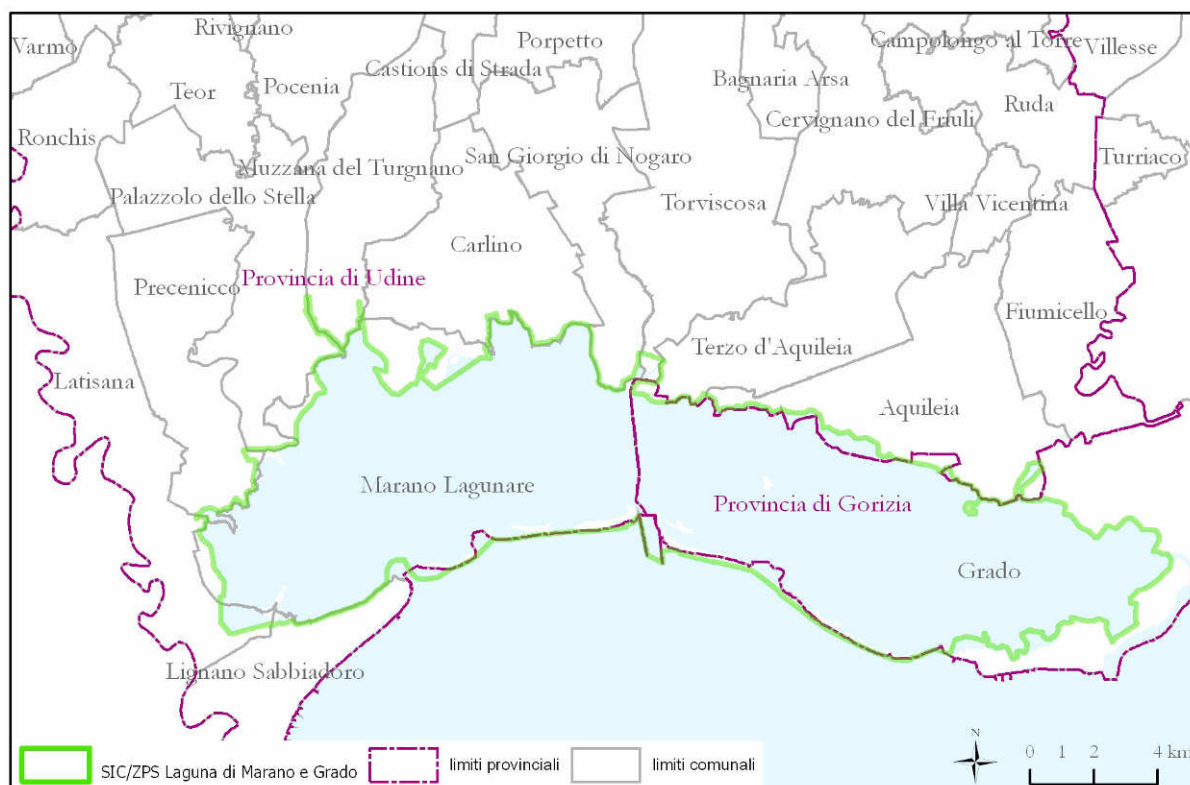 Rivignano
Varmo
Porpetto
Campolongo al Torre
Villesse
Castions di Strada
Bagnaria Arsa
Teor
Pocenia
Ruda
Cervignano del Friuli
Ronchis
San Giorgio di Nogaro
Turriaco
Muzzana del Turgnano
Palazzolo dello Stella
Torviscosa
Villa Vicentina
Carlino
Precenicco
Provincia di Udine
Fiumicello
Terzo d'Aquileia
Latisana
Aquileia
Marano Lagunare
Provincia di Gorizia
Grado
Lignano Sabbiadoro
N
0 1 2 4 km
SIC/ZPS Laguna di Marano e Grado
limiti provinciali
limiti comunali